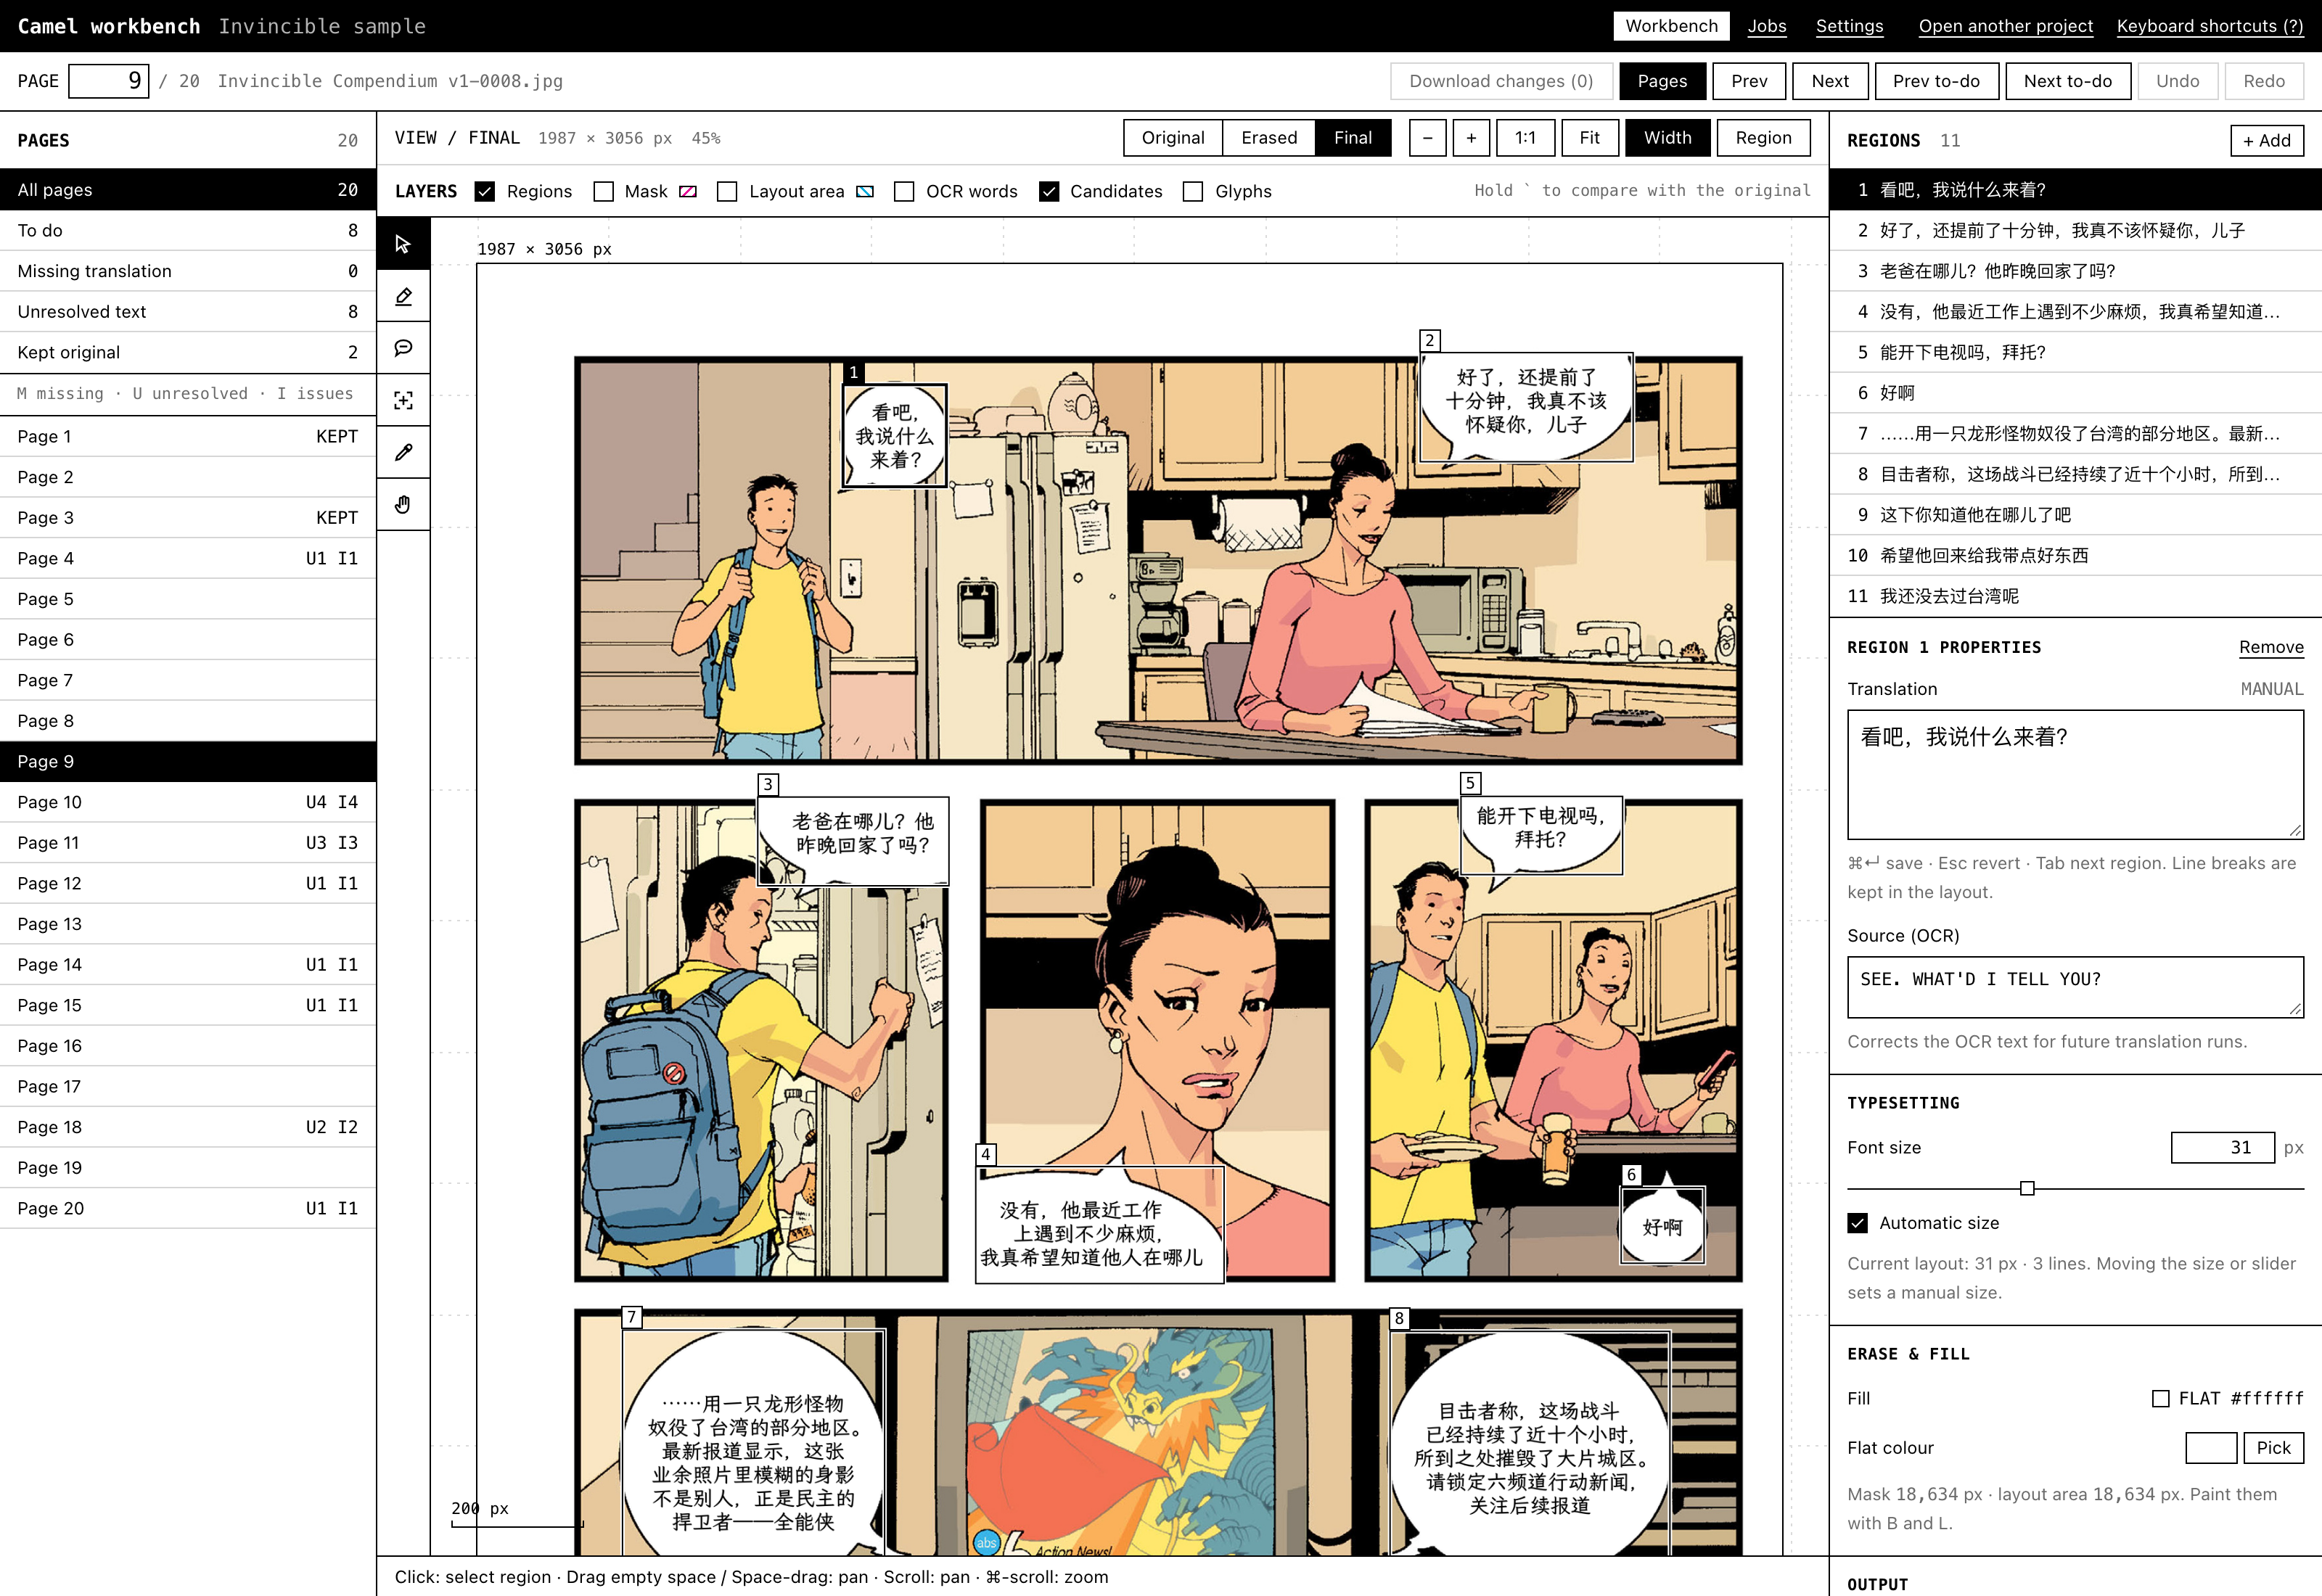 Camel workbench Invincible sample
Workbench Jobs Settings Open another project Keyboard shortcuts (?)
PAGE 9 / 20 Invincible Compendium v1-0008.jpg
Download changes (0) Pages Prev Next Prev to-do Next to-do Undo Redo
PAGES 20
All pages 20
To do 8
Missing translation 0
Unresolved text 8
Kept original 2
M missing · U unresolved · I issues
Page 1 KEPT
Page 2
Page 3 KEPT
Page 4 U1 I1
Page 5
Page 6
Page 7
Page 8
Page 9
Page 10 U4 I4
Page 11 U3 I3
Page 12 U1 I1
Page 13
Page 14 U1 I1
Page 15 U1 I1
Page 16
Page 17
Page 18 U2 I2
Page 19
Page 20 U1 I1
VIEW / FINAL 1987 × 3056 px 45%
Original Erased Final − + 1:1 Fit Width Region
LAYERS Regions Mask Layout area OCR words Candidates Glyphs Hold ` to compare with the original
1987 × 3056 px
1
看吧,
我说什么
来着?
2
好了, 还提前了
十分钟, 我真不该
怀疑你, 儿子
3
老爸在哪儿? 他
昨晚回家了吗?
4
没有, 他最近工作
上遇到不少麻烦,
我真希望知道他人在哪儿
5
能开下电视吗,
拜托?
6
好啊
7
……用一只龙形怪物
奴役了台湾的部分地区。
最新报道显示, 这张
业余照片里模糊的身影
不是别人, 正是民主的
捍卫者——全能侠
abs 6 Action News!
8
目击者称, 这场战斗
已经持续了近十个小时,
所到之处摧毁了大片城区。
请锁定六频道行动新闻,
关注后续报道
200 px
Click: select region · Drag empty space / Space-drag: pan · Scroll: pan · ⌘-scroll: zoom
REGIONS 11 + Add
1 看吧, 我说什么来着?
2 好了, 还提前了十分钟, 我真不该怀疑你, 儿子
3 老爸在哪儿? 他昨晚回家了吗?
4 没有, 他最近工作上遇到不少麻烦, 我真希望知道…
5 能开下电视吗, 拜托?
6 好啊
7 ……用一只龙形怪物奴役了台湾的部分地区。最新…
8 目击者称, 这场战斗已经持续了近十个小时, 所到…
9 这下你知道他在哪儿了吧
10 希望他回来给我带点好东西
11 我还没去过台湾呢
REGION 1 PROPERTIES Remove
Translation MANUAL
看吧, 我说什么来着?
⌘↵ save · Esc revert · Tab next region. Line breaks are
kept in the layout.
Source (OCR)
SEE. WHAT'D I TELL YOU?
Corrects the OCR text for future translation runs.
TYPESETTING
Font size 31 px
Automatic size
Current layout: 31 px · 3 lines. Moving the size or slider
sets a manual size.
ERASE & FILL
Fill FLAT #ffffff
Flat colour Pick
Mask 18,634 px · layout area 18,634 px. Paint them
with B and L.
OUTPUT